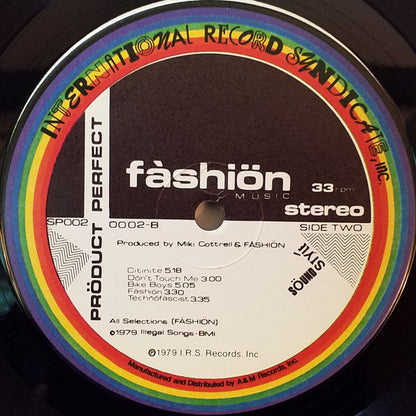 INTERNATIONAL RECORD SYNDICATE, INC.
PRÖDUCT PERFECT
fàshiön
MUSIC
33 rpm
stereo
SP002
0002-B
SIDE TWO
Produced by Miki Cottrell & FÀSHIÖN
Citinite 5.18
Dön't Touch Me 3.00
Bike Boys 5.05
Fàshiön 3.30
Technöfascist 3.35
All Selections (FÀSHIÖN)
©1979 Illegal Songs-BMI
℗1979 I.R.S. Records, Inc.
Manufactured and Distributed by A&M Records, Inc.